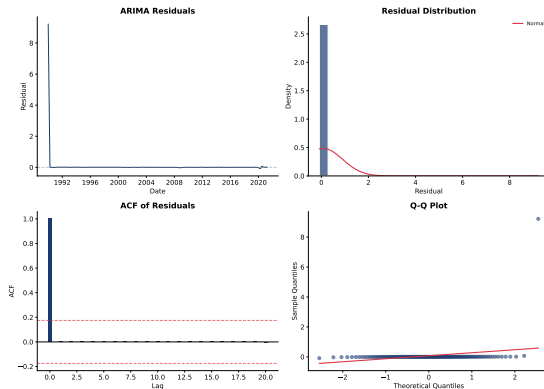 ARIMA Residuals
8
6
4
2
0
Residual
1992 1996 2000 2004 2008 2012 2016 2020
Date
Residual Distribution
Normal
2.5
2.0
1.5
1.0
0.5
0.0
Density
0 2 4 6 8
Residual
ACF of Residuals
1.0
0.8
0.6
0.4
0.2
0.0
−0.2
ACF
0.0 2.5 5.0 7.5 10.0 12.5 15.0 17.5 20.0
Lag
Q-Q Plot
8
6
4
2
0
Sample Quantiles
−2 −1 0 1 2
Theoretical Quantiles